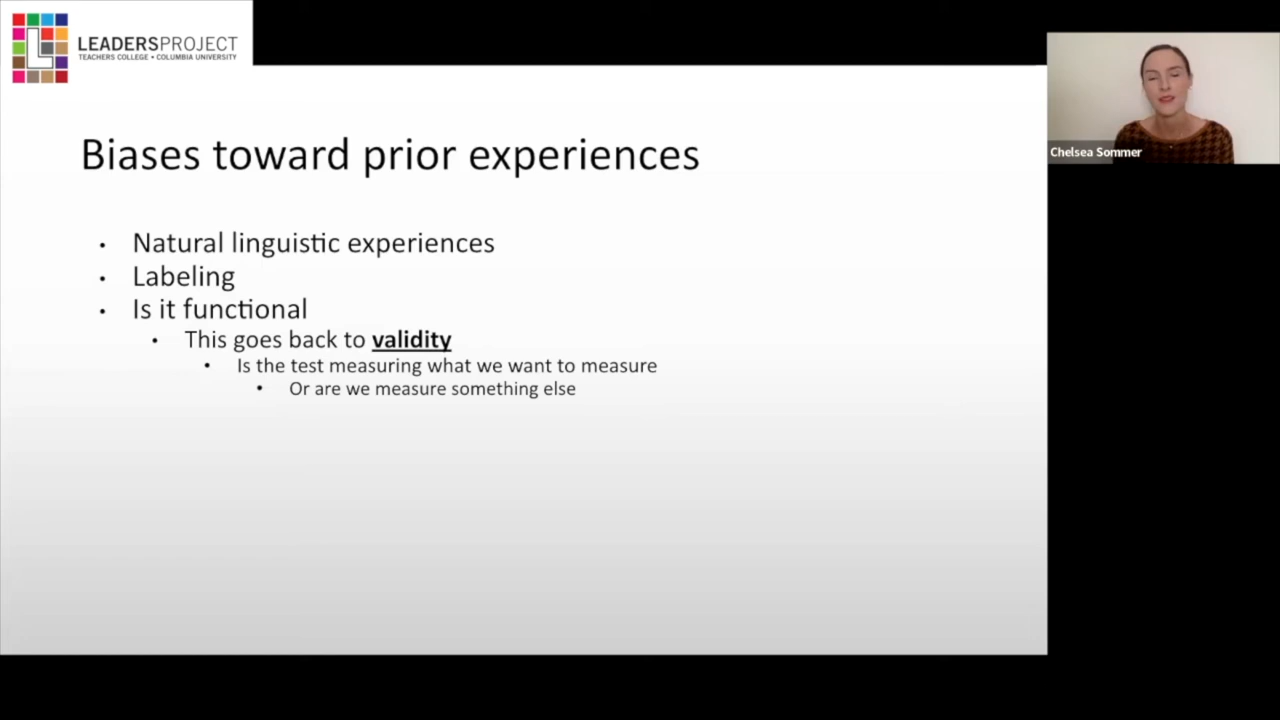 LEADERSPROJECT
TEACHERS COLLEGE • COLUMBIA UNIVERSITY
Chelsea Sommer
Biases toward prior experiences
• Natural linguistic experiences
• Labeling
• Is it functional
• This goes back to validity
• Is the test measuring what we want to measure
• Or are we measure something else